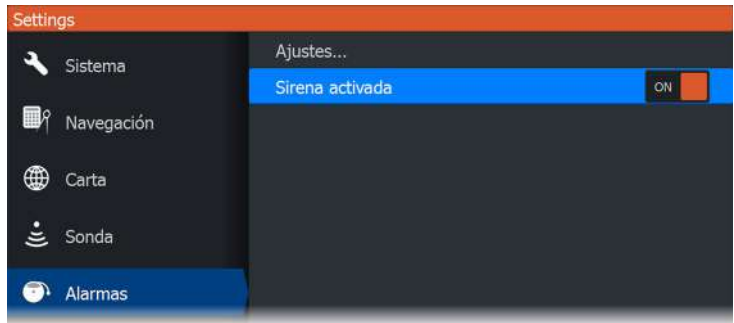 Settings
Sistema
Navegación
Carta
Sonda
Alarmas
Ajustes...
Sirena activada
ON